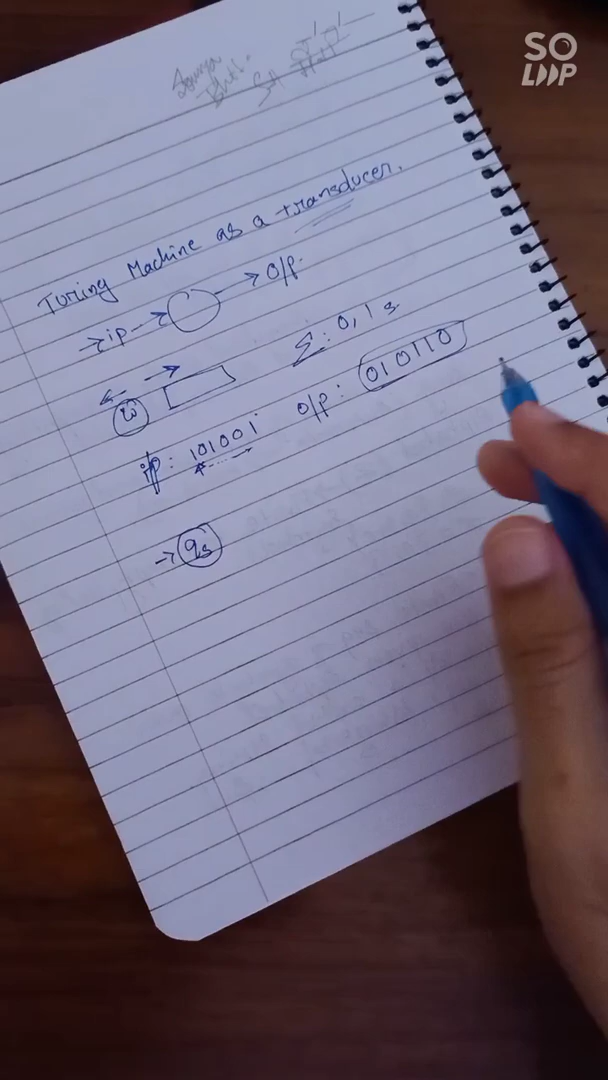 SO
LOOP
Turing Machine as a transducer.
→ ip → → O/p.
Σ: 0, 1 s
w
i/p: 101001 o/p: 010110
→ qs